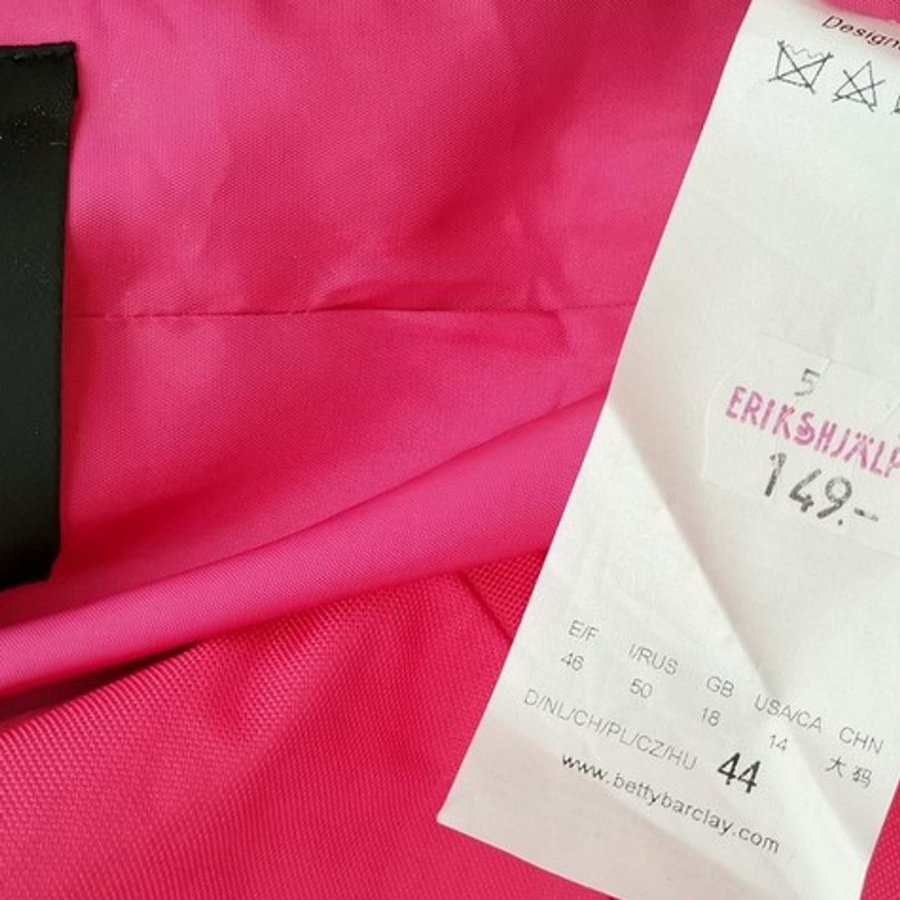 Design
5
ERIKSHJÄLP
149.-
E/F I/RUS GB USA/CA CHN
46 50 18 14 大码
D/NL/CH/PL/CZ/HU 44
www.bettybarclay.com